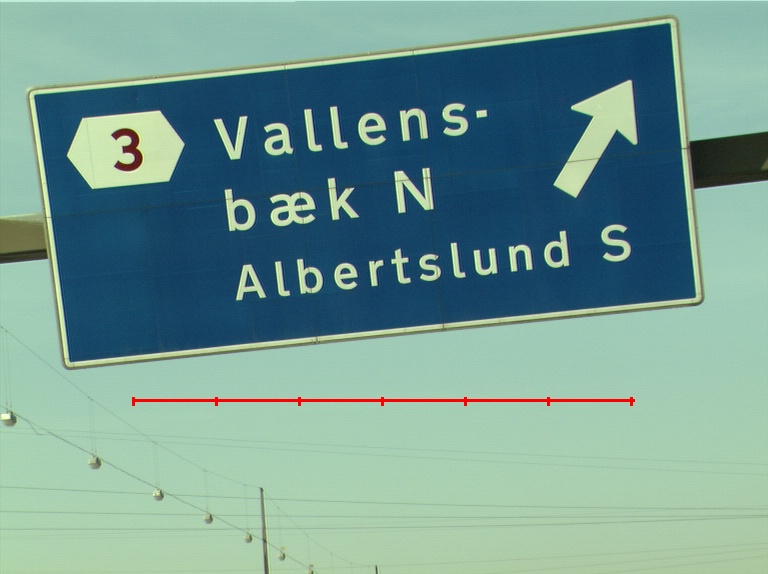 3
Vallens-
bæk N
Albertslund S